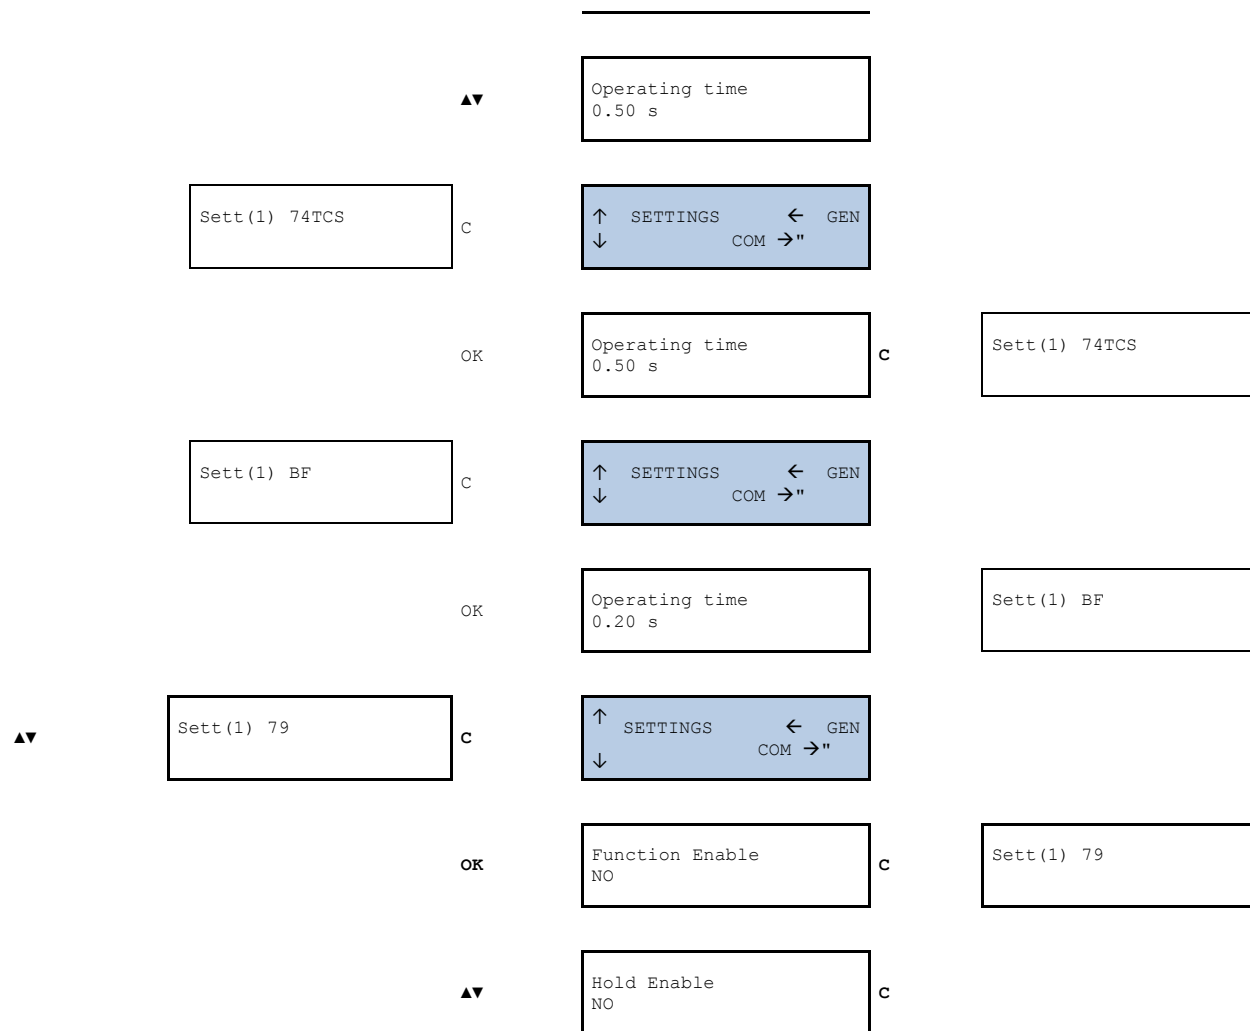 ▲▼ Operating time
0.50 s
Sett(1) 74TCS C ↑ SETTINGS ← GEN
↓ COM →"
OK Operating time C Sett(1) 74TCS
0.50 s
Sett(1) BF C ↑ SETTINGS ← GEN
↓ COM →"
OK Operating time Sett(1) BF
0.20 s
▲▼ Sett(1) 79 C ↑ SETTINGS ← GEN
↓ COM →"
OK Function Enable C Sett(1) 79
NO
▲▼ Hold Enable C
NO